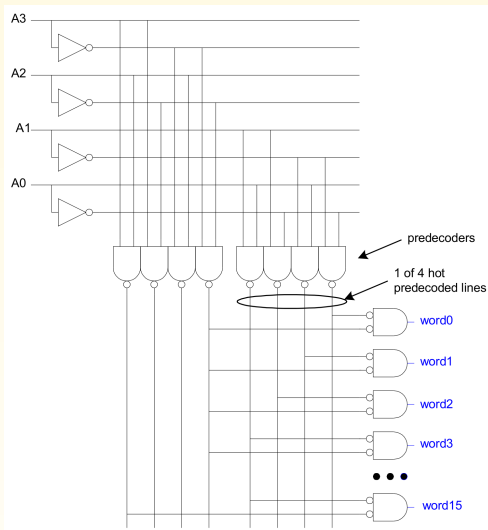 A3
A2
A1
A0
predecoders
1 of 4 hot
predecoded lines
word0
word1
word2
word3
word15